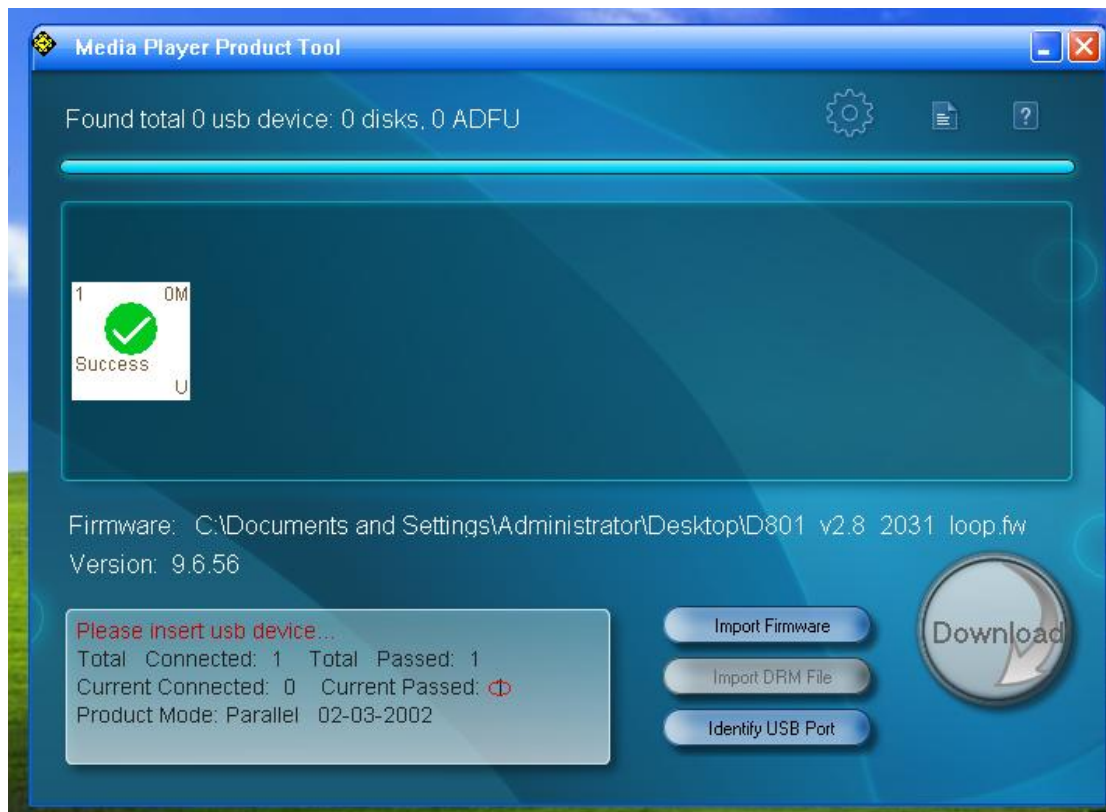 Media Player Product Tool
Found total 0 usb device: 0 disks, 0 ADFU
?
1 0M
Success
U
Firmware: C:\Documents and Settings\Administrator\Desktop\D801 v2.8 2031 loop.fw
Version: 9.6.56
Please insert usb device...
Total Connected: 1 Total Passed: 1
Current Connected: 0 Current Passed:
Product Mode: Parallel 02-03-2002
Import Firmware
Import DRM File
Identify USB Port
Download